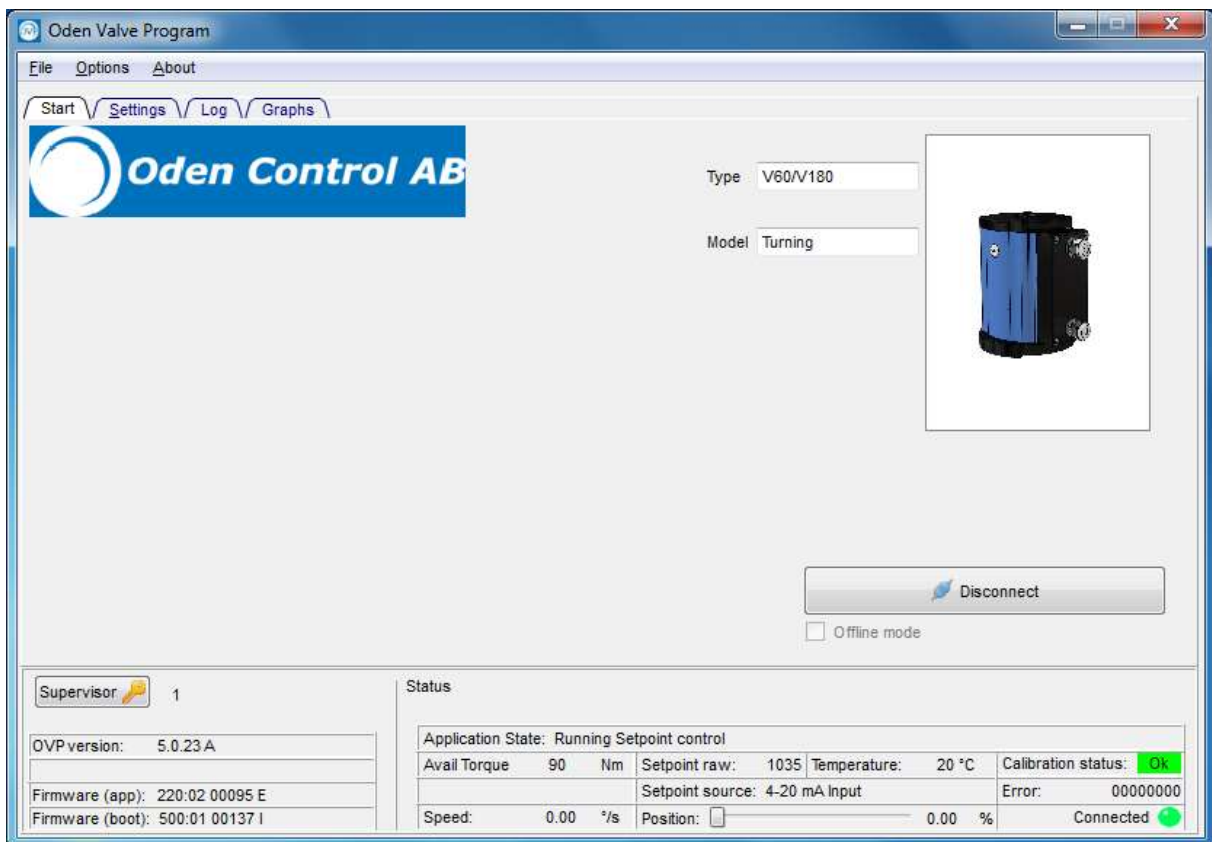 Oden Valve Program
File Options About
Start Settings Log Graphs
Oden Control AB
Type V60/V180
Model Turning
Disconnect
Offline mode
Supervisor 1
Status
OVP version: 5.0.23 A
Firmware (app): 220:02 00095 E
Firmware (boot): 500:01 00137 I
Application State: Running Setpoint control
Avail Torque 90 Nm Setpoint raw: 1035 Temperature: 20 °C Calibration status: Ok
Setpoint source: 4-20 mA Input Error: 00000000
Speed: 0.00 °/s Position: 0.00 % Connected